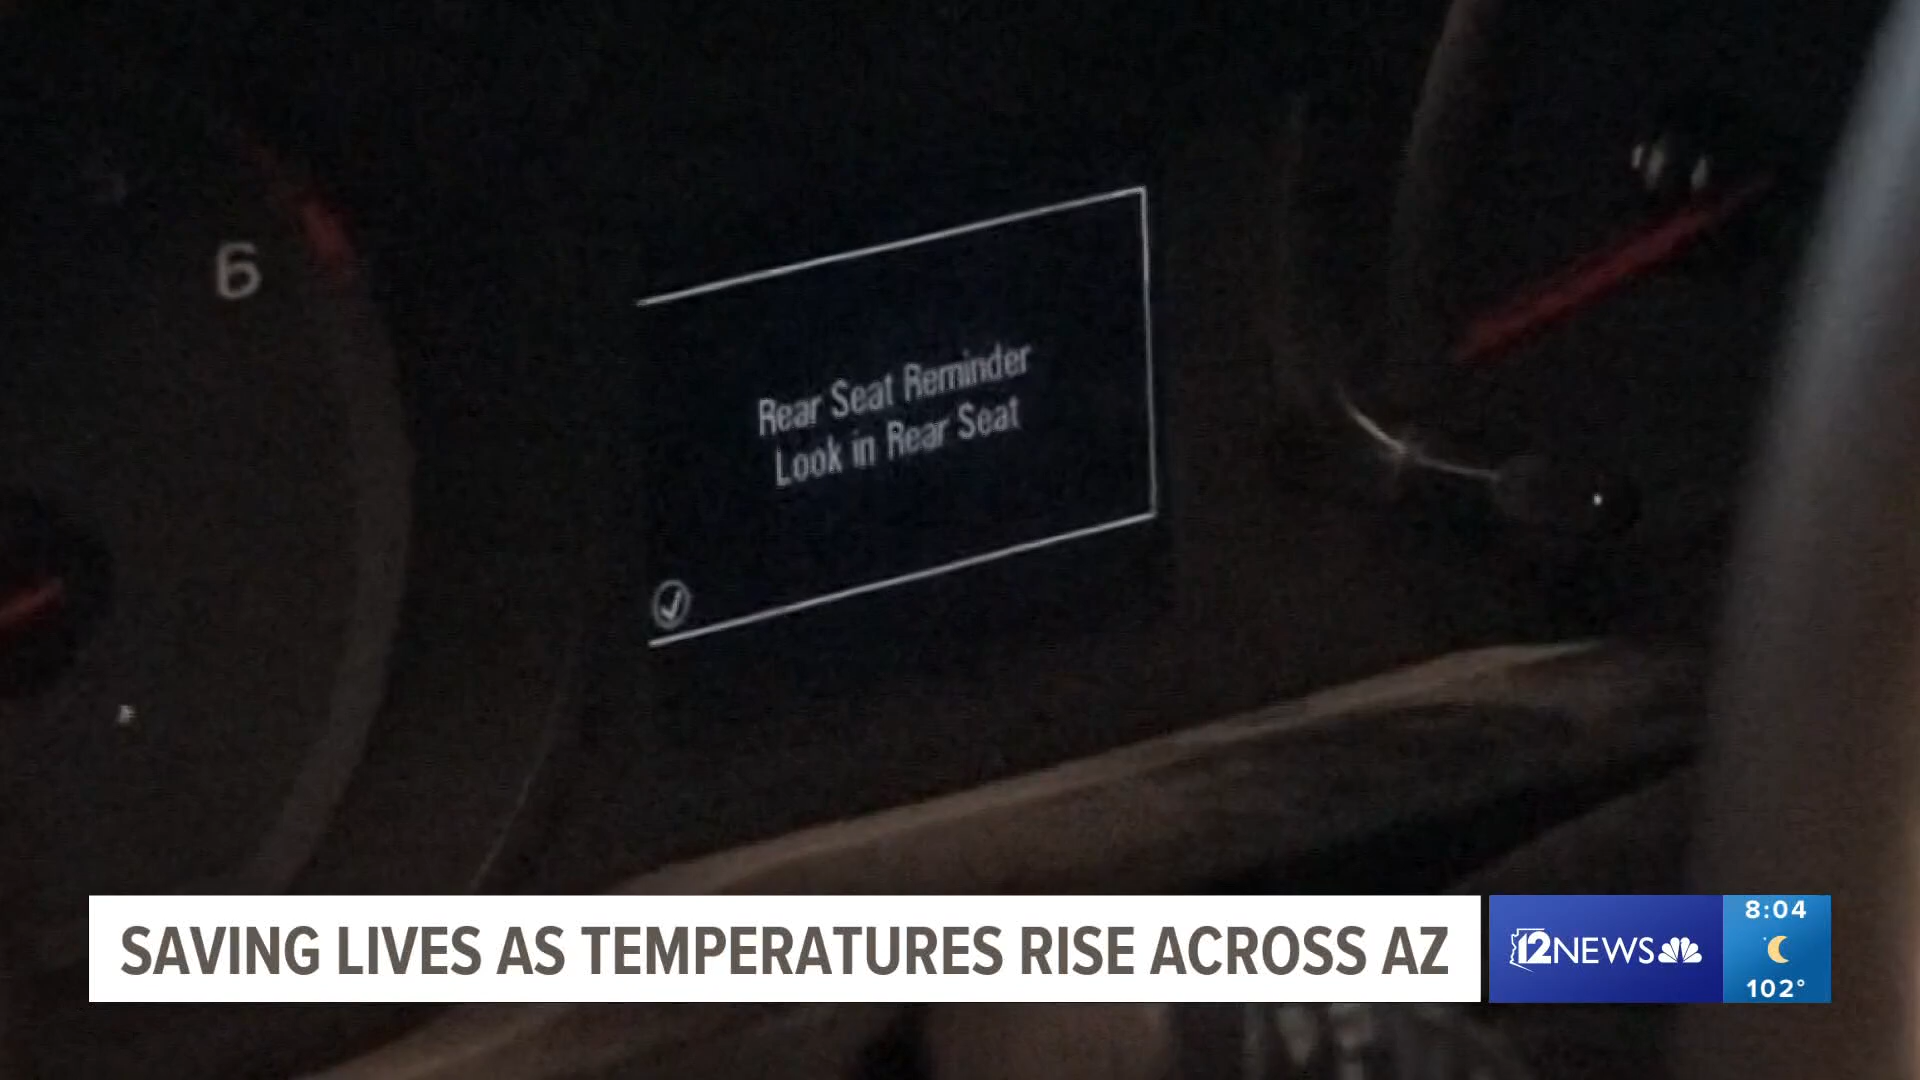 6
Rear Seat Reminder
Look in Rear Seat
SAVING LIVES AS TEMPERATURES RISE ACROSS AZ
12NEWS
8:04
102°